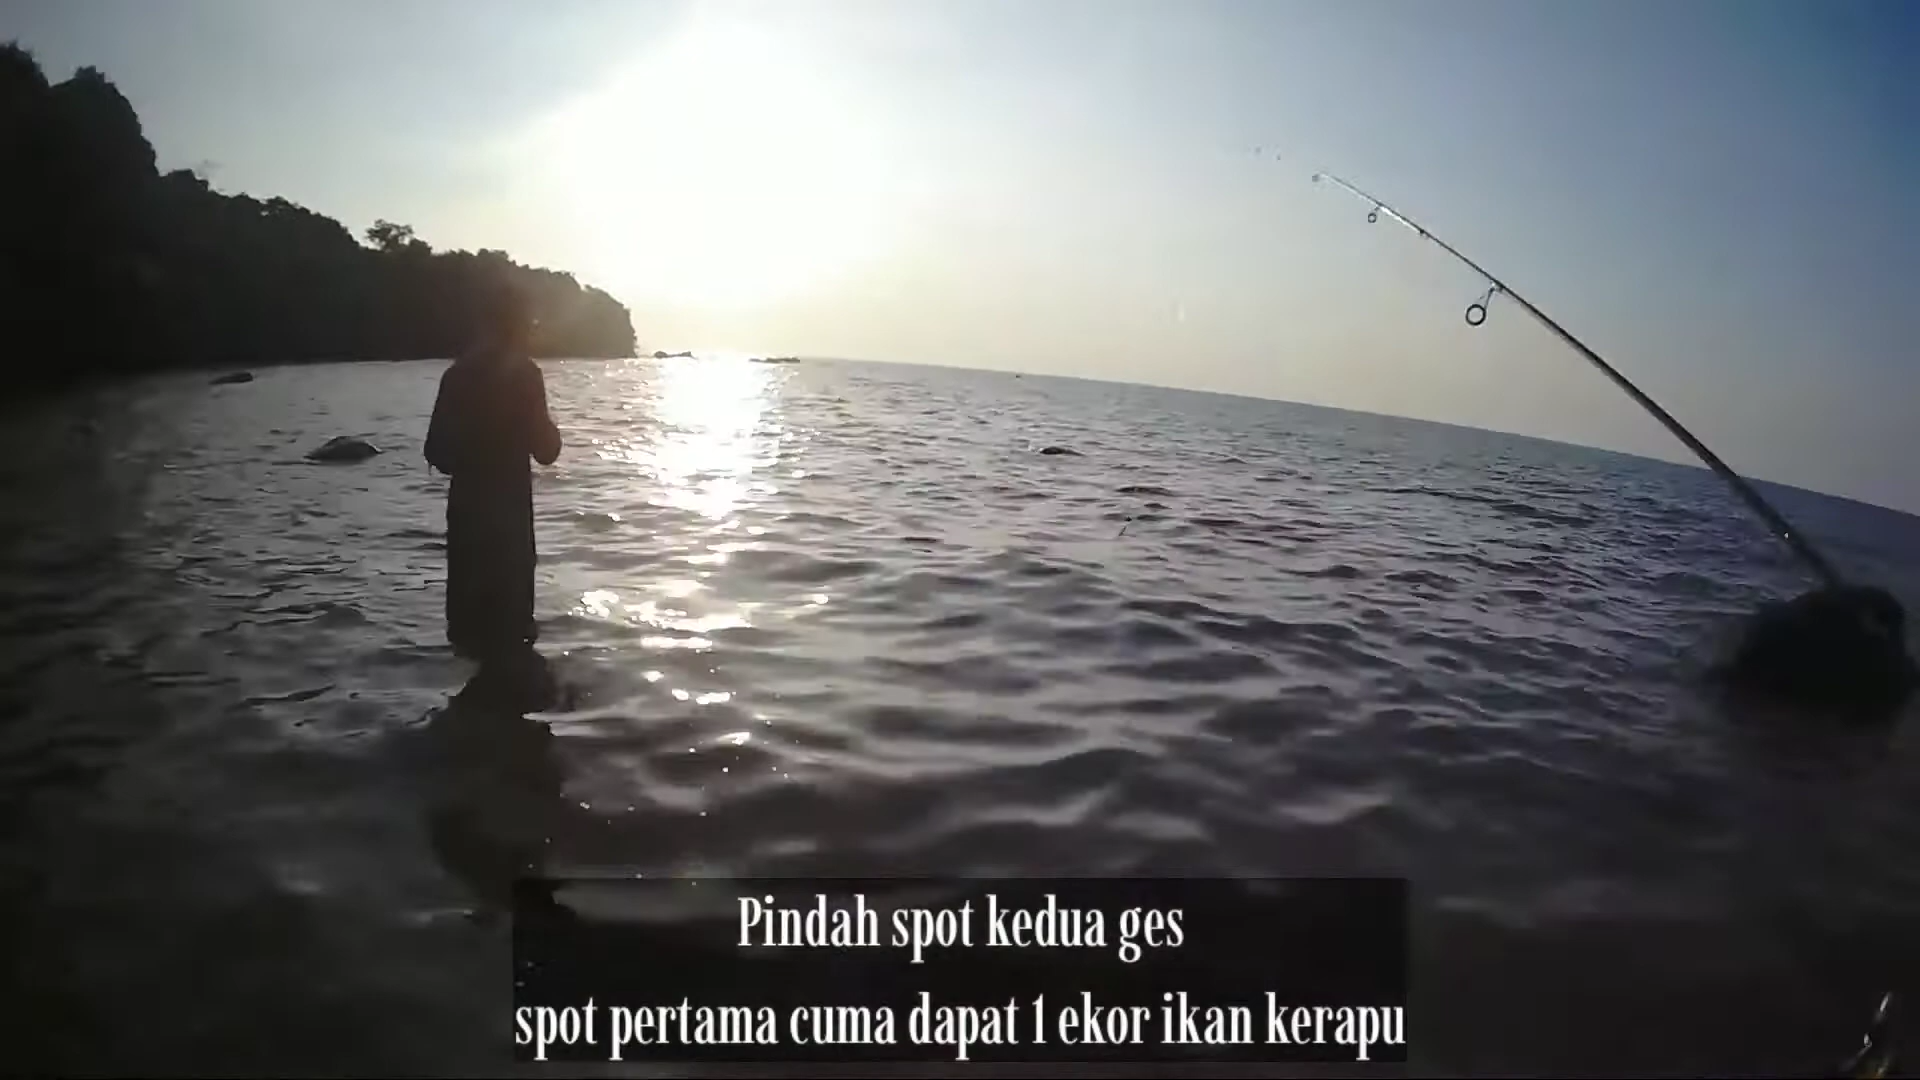 Pindah spot kedua ges
spot pertama cuma dapat 1 ekor ikan kerapu